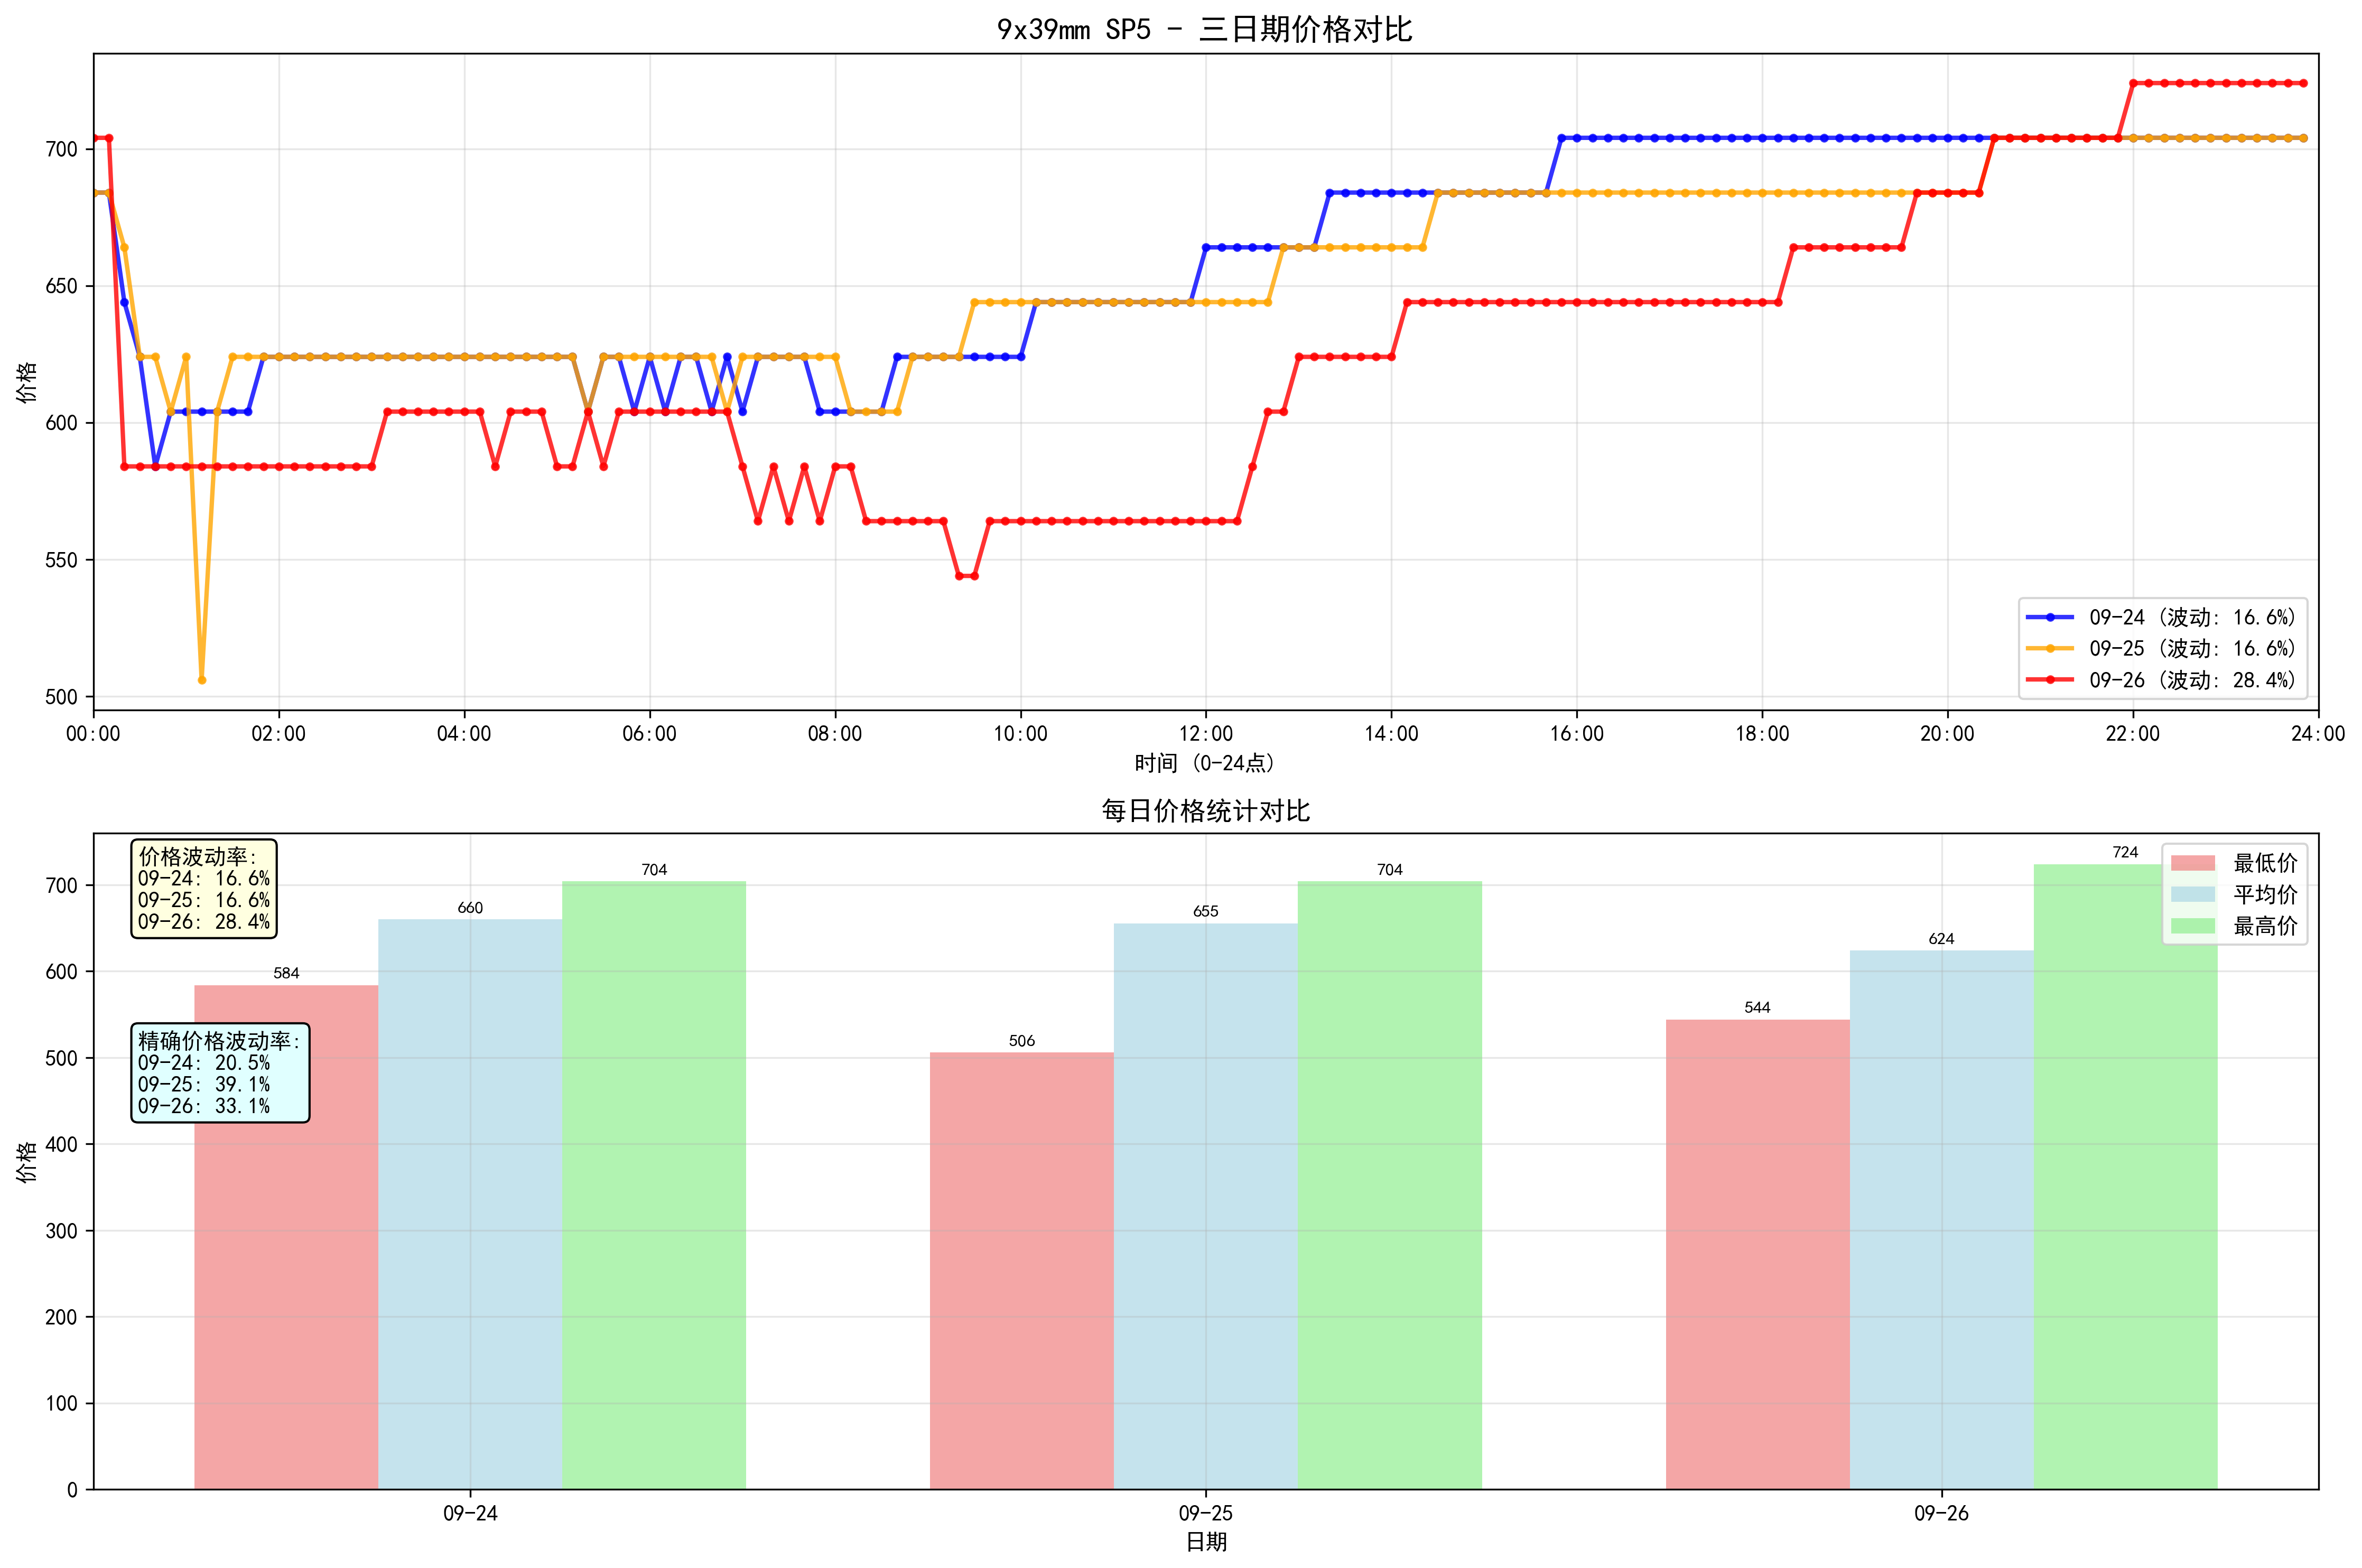 9x39mm SP5 - 三日期价格对比
价格
700
650
600
550
500
00:00 02:00 04:00 06:00 08:00 10:00 12:00 14:00 16:00 18:00 20:00 22:00 24:00
时间 (0-24点)
09-24 (波动: 16.6%)
09-25 (波动: 16.6%)
09-26 (波动: 28.4%)
每日价格统计对比
价格
700
600
500
400
300
200
100
0
价格波动率:
09-24: 16.6%
09-25: 16.6%
09-26: 28.4%
精确价格波动率:
09-24: 20.5%
09-25: 39.1%
09-26: 33.1%
584
660
704
506
655
704
544
624
724
最低价
平均价
最高价
09-24 09-25 09-26
日期